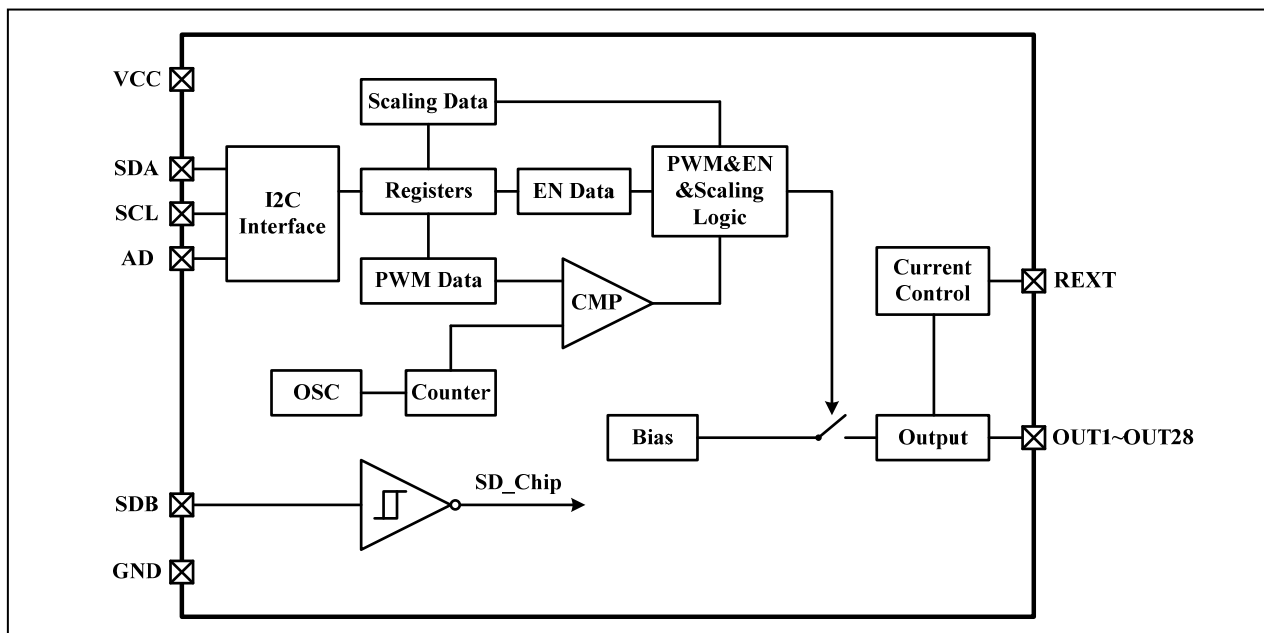 VCC
Scaling Data
SDA
SCL
AD
I2C
Interface
Registers
EN Data
PWM&EN
&Scaling
Logic
PWM Data
CMP
Current
Control
REXT
OSC
Counter
Bias
Output
OUT1~OUT28
SDB
SD_Chip
GND